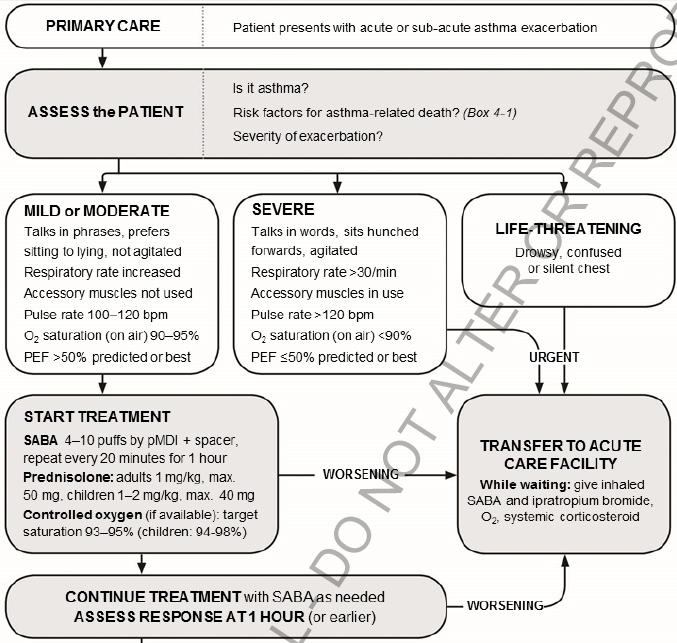 PRIMARY CARE
Patient presents with acute or sub-acute asthma exacerbation
ASSESS the PATIENT
Is it asthma?
Risk factors for asthma-related death? (Box 4-1)
Severity of exacerbation?
MILD or MODERATE
Talks in phrases, prefers
sitting to lying, not agitated
Respiratory rate increased
Accessory muscles not used
Pulse rate 100–120 bpm
O₂ saturation (on air) 90–95%
PEF >50% predicted or best
SEVERE
Talks in words, sits hunched
forwards, agitated
Respiratory rate >30/min
Accessory muscles in use
Pulse rate >120 bpm
O₂ saturation (on air) <90%
PEF ≤50% predicted or best
LIFE-THREATENING
Drowsy, confused
or silent chest
URGENT
START TREATMENT
SABA 4–10 puffs by pMDI + spacer,
repeat every 20 minutes for 1 hour
Prednisolone: adults 1 mg/kg, max.
50 mg, children 1–2 mg/kg, max. 40 mg
Controlled oxygen (if available): target
saturation 93–95% (children: 94-98%)
WORSENING
TRANSFER TO ACUTE
CARE FACILITY
While waiting: give inhaled
SABA and ipratropium bromide,
O₂, systemic corticosteroid
CONTINUE TREATMENT with SABA as needed
ASSESS RESPONSE AT 1 HOUR (or earlier)
WORSENING
L - DO NOT ALTER OR REPRO